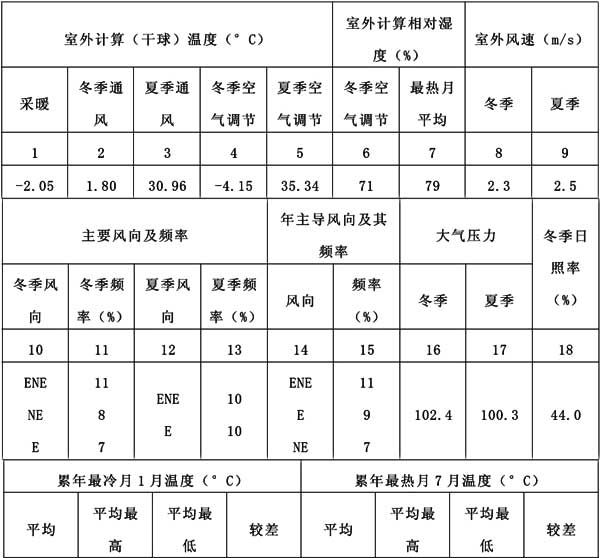 室外计算（干球）温度（°C） 室外计算相对湿度（%） 室外风速（m/s）
采暖 冬季通风 夏季通风 冬季空气调节 夏季空气调节 冬季空气调节 最热月平均 冬季 夏季
1 2 3 4 5 6 7 8 9
-2.05 1.80 30.96 -4.15 35.34 71 79 2.3 2.5
主要风向及频率 年主导风向及其频率 大气压力 冬季日照率（%）
冬季风向 冬季频率（%） 夏季风向 夏季频率（%） 风向 频率（%） 冬季 夏季
10 11 12 13 14 15 16 17 18
ENE NE E 11 8 7 ENE E 10 10 ENE E NE 11 9 7 102.4 100.3 44.0
累年最冷月1月温度（°C） 累年最热月7月温度（°C）
平均 平均最高 平均最低 较差 平均 平均最高 平均最低 较差